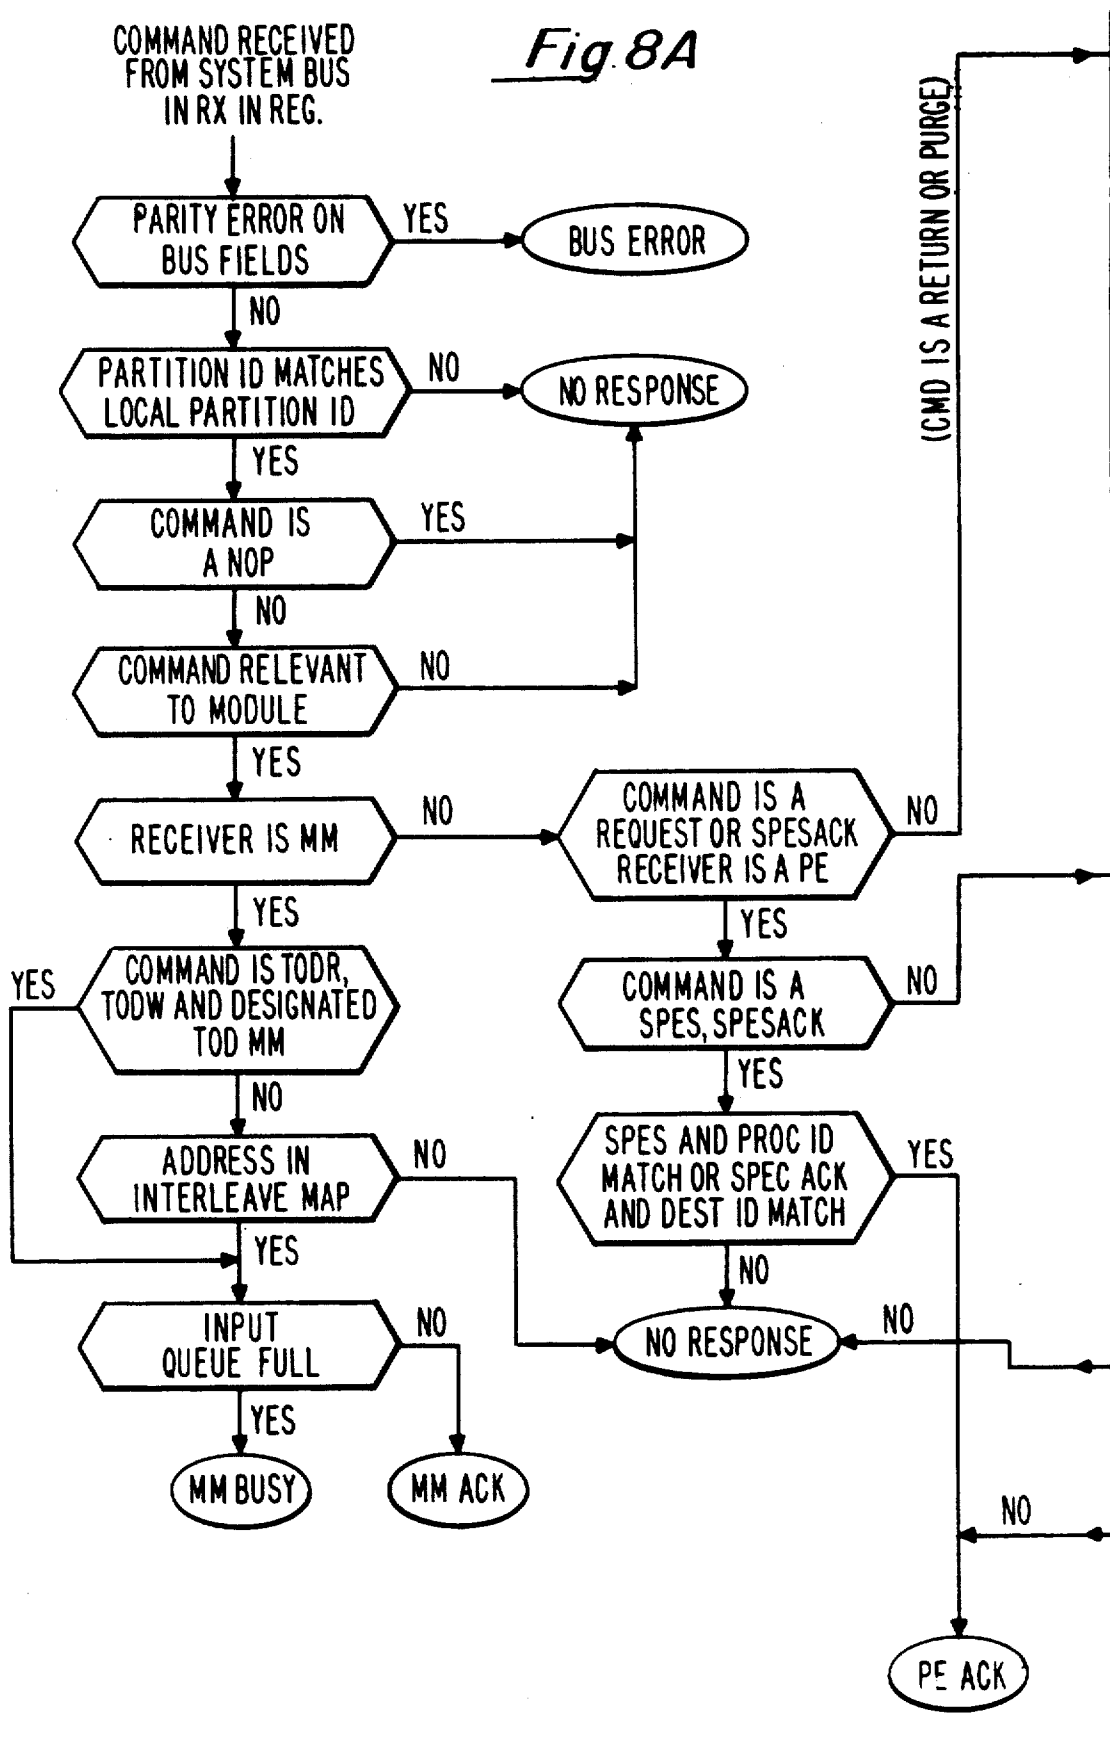 Fig. 8A
COMMAND RECEIVED
FROM SYSTEM BUS
IN RX IN REG.
PARITY ERROR ON
BUS FIELDS
YES
BUS ERROR
NO
PARTITION ID MATCHES
LOCAL PARTITION ID
NO
NO RESPONSE
YES
COMMAND IS
A NOP
YES
NO
COMMAND RELEVANT
TO MODULE
NO
YES
RECEIVER IS MM
NO
YES
COMMAND IS TODR,
TODW AND DESIGNATED
TOD MM
YES
NO
ADDRESS IN
INTERLEAVE MAP
NO
YES
INPUT
QUEUE FULL
NO
YES
MM BUSY
MM ACK
COMMAND IS A
REQUEST OR SPESACK
RECEIVER IS A PE
NO
(CMD IS A RETURN OR PURGE)
YES
COMMAND IS A
SPES, SPESACK
NO
YES
SPES AND PROC ID
MATCH OR SPEC ACK
AND DEST ID MATCH
YES
NO
NO RESPONSE
NO
NO
PE ACK